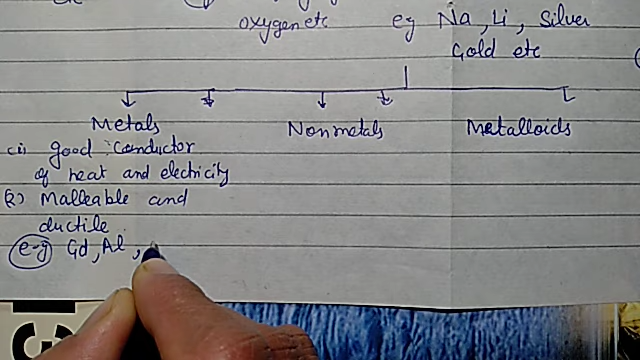 oxygen etc eg Na, Li, Silver
Gold etc
Metals Nonmetals Metalloids
(1) good conductor
of heat and electricity
(2) Malleable and
ductile
e-g Gd, Al,